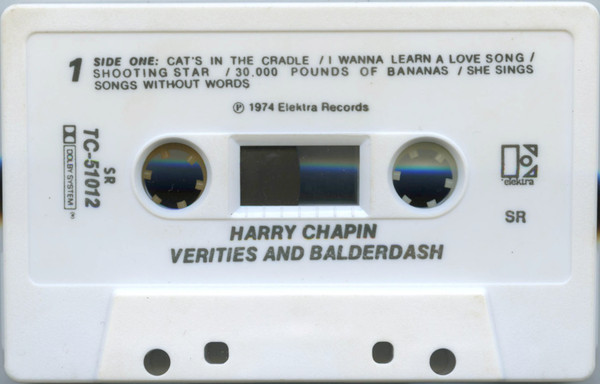 1 SIDE ONE: CAT'S IN THE CRADLE / I WANNA LEARN A LOVE SONG /
SHOOTING STAR / 30,000 POUNDS OF BANANAS / SHE SINGS
SONGS WITHOUT WORDS
℗ 1974 Elektra Records
SR
TC-51012
DOLBY SYSTEM
elektra
SR
HARRY CHAPIN
VERITIES AND BALDERDASH